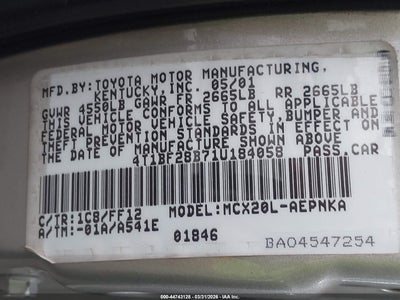 MFD.BY:TOYOTA MOTOR MANUFACTURING,
KENTUCKY,INC. 05/01
GVWR 4550LB GAWR FR 2665LB RR 2665LB
THIS VEHICLE CONFORMS TO ALL APPLICABLE
FEDERAL MOTOR VEHICLE SAFETY,BUMPER,AND
THEFT PREVENTION STANDARDS IN EFFECT ON
THE DATE OF MANUFACTURE SHOWN ABOVE.
4T1BF28B71U184058 PASS.CAR
C/TR:1C8/FF12 MODEL:MCX20L-AEPNKA
A/TM:-01A/A541E 01846
BA04547254
000-44743128 - 03/31/2026 - IAA Inc.